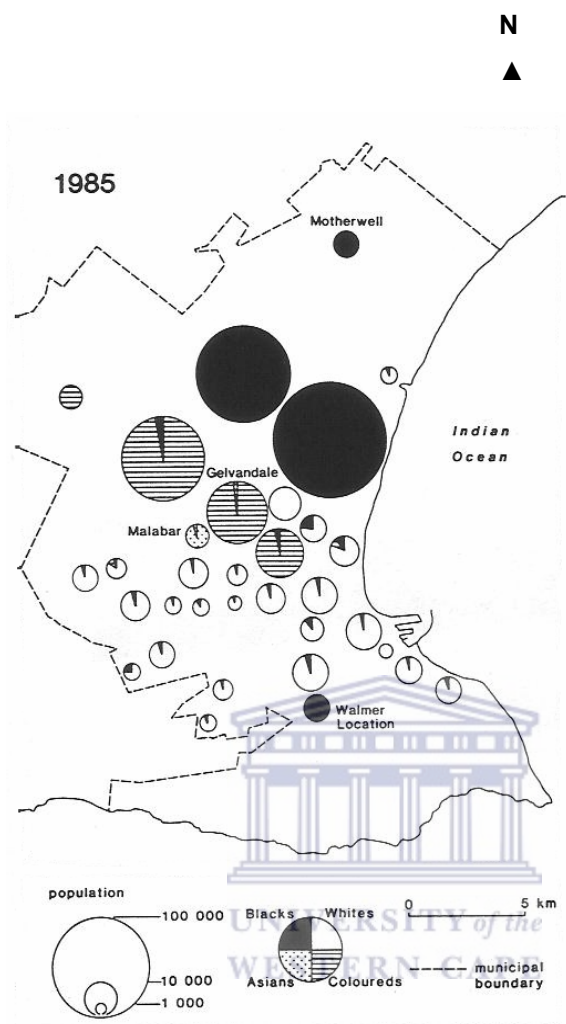 N
1985
Motherwell
Indian
Ocean
Gelvandale
Malabar
Walmer
Location
population
100 000
10 000
1 000
Blacks
Whites
Asians
Coloureds
0
5 km
municipal
boundary
UNIVERSITY of the
WESTERN CAPE